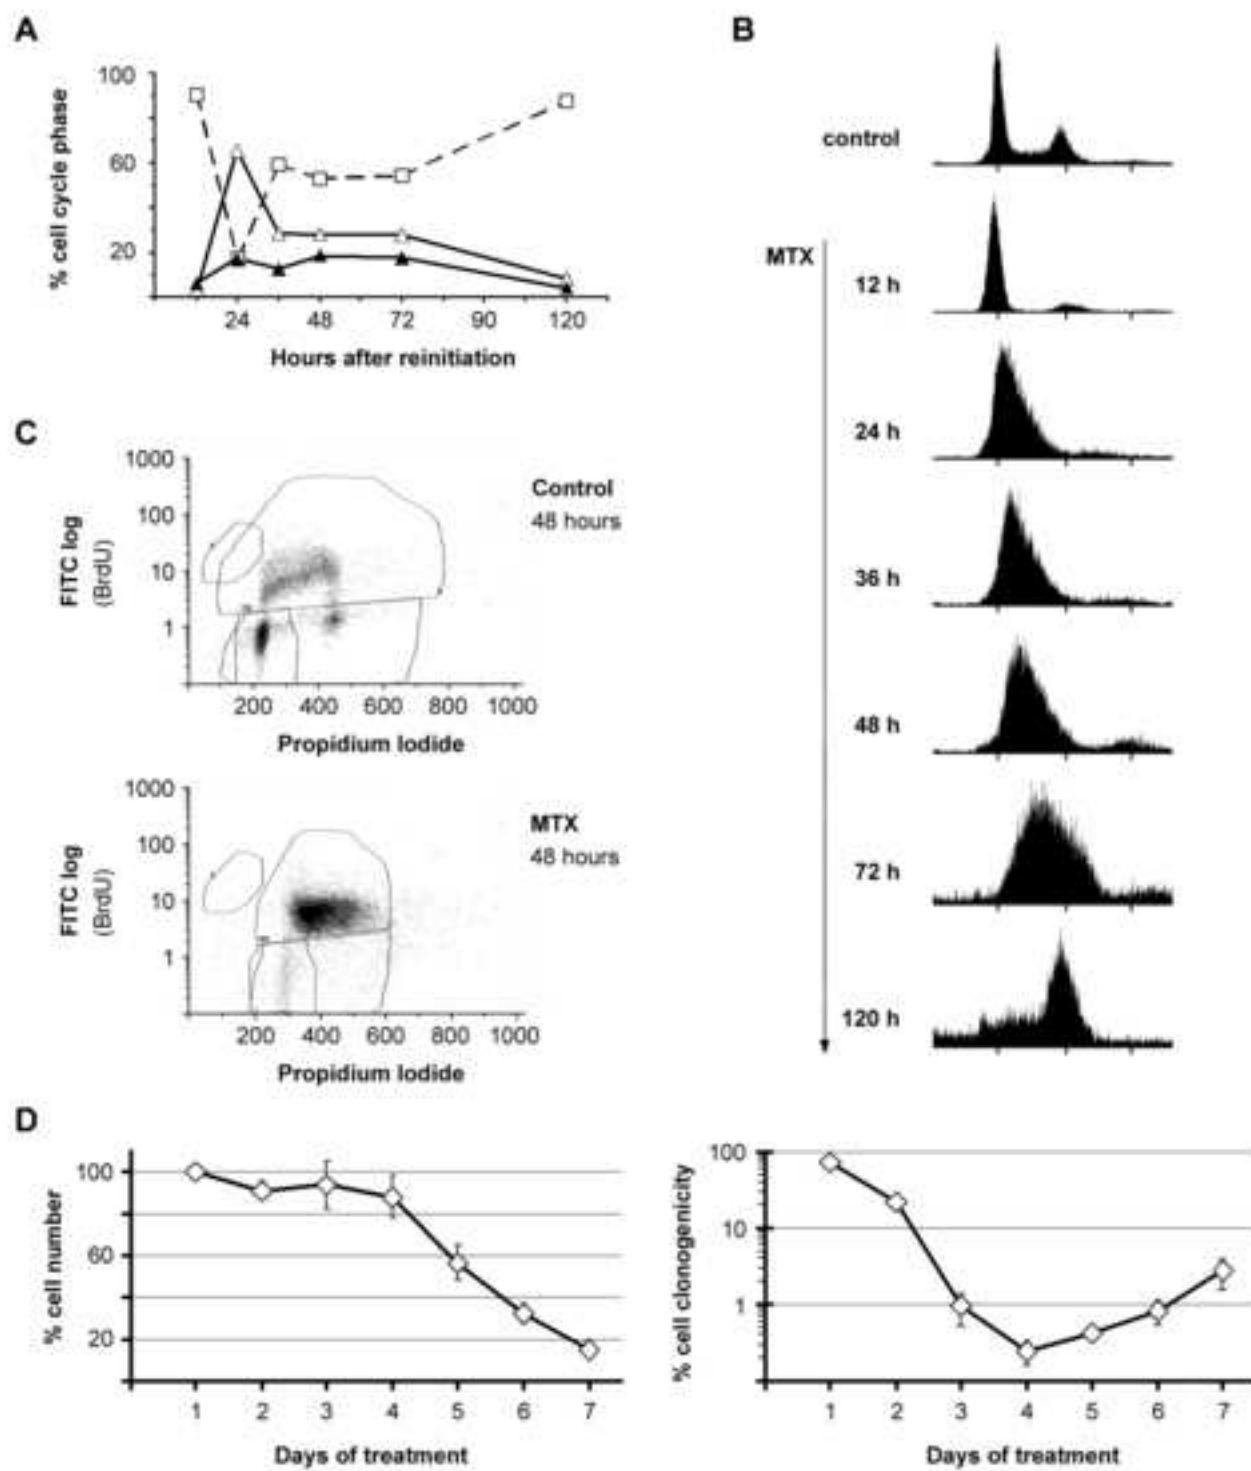 A
100
60
20
% cell cycle phase
24 48 72 90 120
Hours after reinitiation
B
control
MTX
12 h
24 h
36 h
48 h
72 h
120 h
C
1000
100
10
1
FITC log
(BrdU)
Control
48 hours
200 400 600 800 1000
Propidium Iodide
1000
100
10
1
FITC log
(BrdU)
MTX
48 hours
200 400 600 800 1000
Propidium Iodide
D
100
60
20
% cell number
1 2 3 4 5 6 7
Days of treatment
100
10
1
% cell clonogenicity
1 2 3 4 5 6 7
Days of treatment